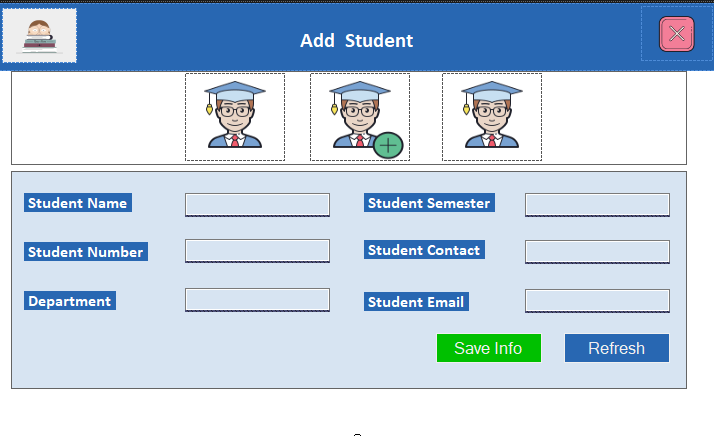 Add Student
Student Name
Student Semester
Student Number
Student Contact
Department
Student Email
Save Info
Refresh